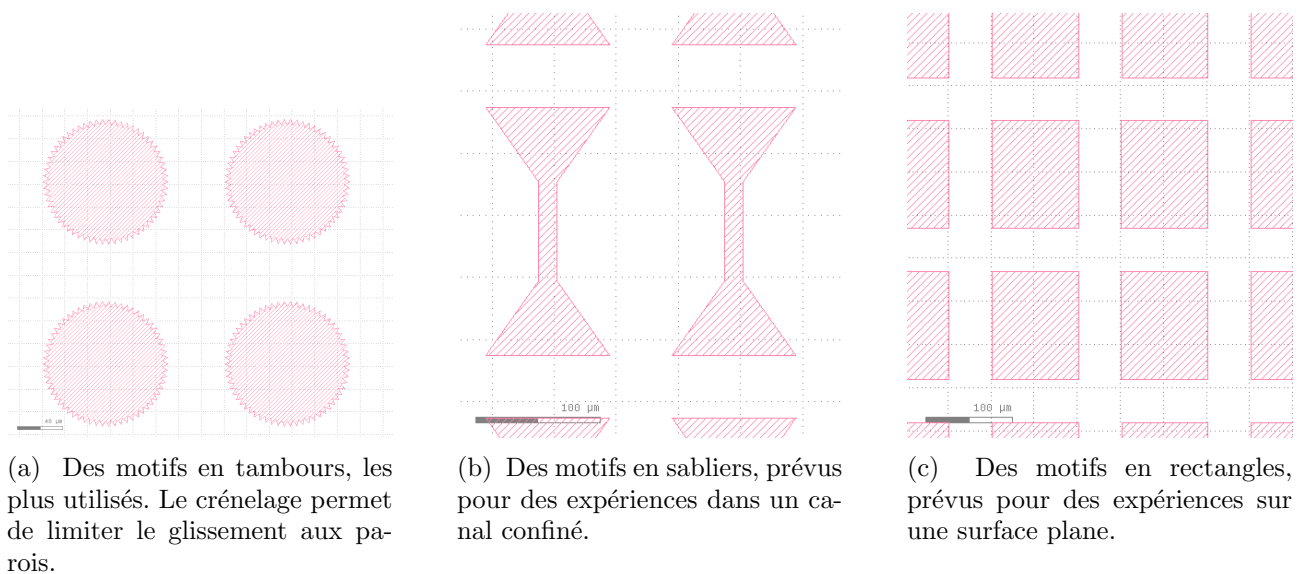 40 µm
100 µm
100 µm
(a) Des motifs en tambours, les
plus utilisés. Le crénelage permet
de limiter le glissement aux pa-
rois.
(b) Des motifs en sabliers, prévus
pour des expériences dans un ca-
nal confiné.
(c) Des motifs en rectangles,
prévus pour des expériences sur
une surface plane.